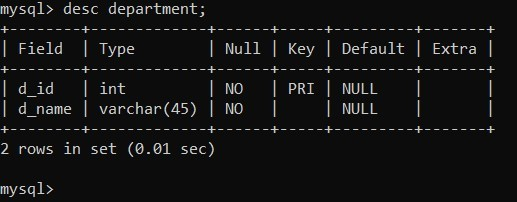 mysql> desc department;
+--------+-------------+------+-----+---------+-------+
| Field  | Type        | Null | Key | Default | Extra |
+--------+-------------+------+-----+---------+-------+
| d_id   | int         | NO   | PRI | NULL    |       |
| d_name | varchar(45) | NO   |     | NULL    |       |
+--------+-------------+------+-----+---------+-------+
2 rows in set (0.01 sec)
mysql>